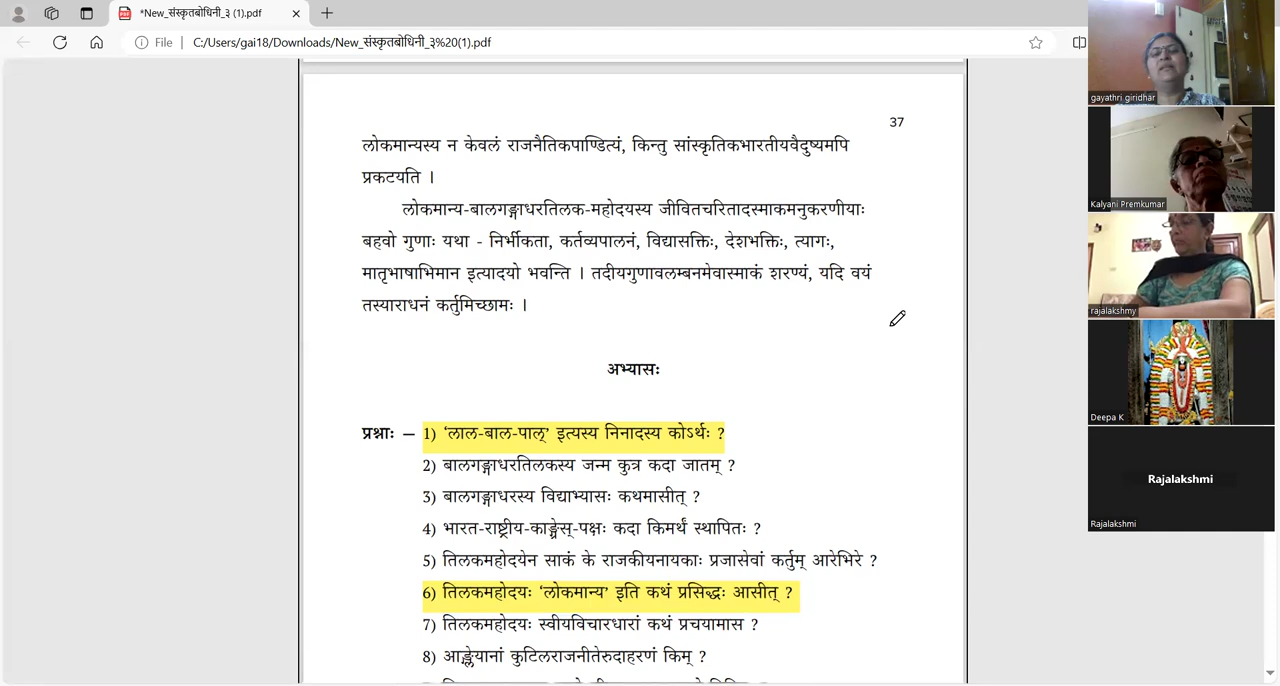 *New_संस्कृतबोधिनी_३ (1).pdf
File
C:/Users/gai18/Downloads/New_संस्कृतबोधिनी_३%20(1).pdf
37
लोकमान्यस्य न केवलं राजनैतिकपाण्डित्यं, किन्तु सांस्कृतिकभारतीयवैदुष्यमपि
प्रकटयति ।
लोकमान्य-बालगङ्गाधरतिलक-महोदयस्य जीवितचरितादस्माकमनुकरणीयाः
बहवो गुणाः यथा - निर्भीकता, कर्तव्यपालनं, विद्यासक्तिः, देशभक्तिः, त्यागः,
मातृभाषाभिमान इत्यादयो भवन्ति । तदीयगुणावलम्बनमेवास्माकं शरण्यं, यदि वयं
तस्याराधनं कर्तुमिच्छामः ।
अभ्यासः
प्रश्नाः – 1) ‘लाल-बाल-पाल्’ इत्यस्य निनादस्य कोऽर्थः ?
2) बालगङ्गाधरतिलकस्य जन्म कुत्र कदा जातम् ?
3) बालगङ्गाधरस्य विद्याभ्यासः कथमासीत् ?
4) भारत-राष्ट्रीय-काङ्ग्रेस्-पक्षः कदा किमर्थं स्थापितः ?
5) तिलकमहोदयेन साकं के राजकीयनायकाः प्रजासेवां कर्तुम् आरेभिरे ?
6) तिलकमहोदयः ‘लोकमान्य’ इति कथं प्रसिद्धः आसीत् ?
7) तिलकमहोदयः स्वीयविचारधारां कथं प्रचयामास ?
8) आङ्ग्लेयानां कुटिलराजनीतेरुदाहरणं किम् ?
gayathri giridhar
Kalyani Premkumar
rajalakshmy
Deepa K
Rajalakshmi
Rajalakshmi